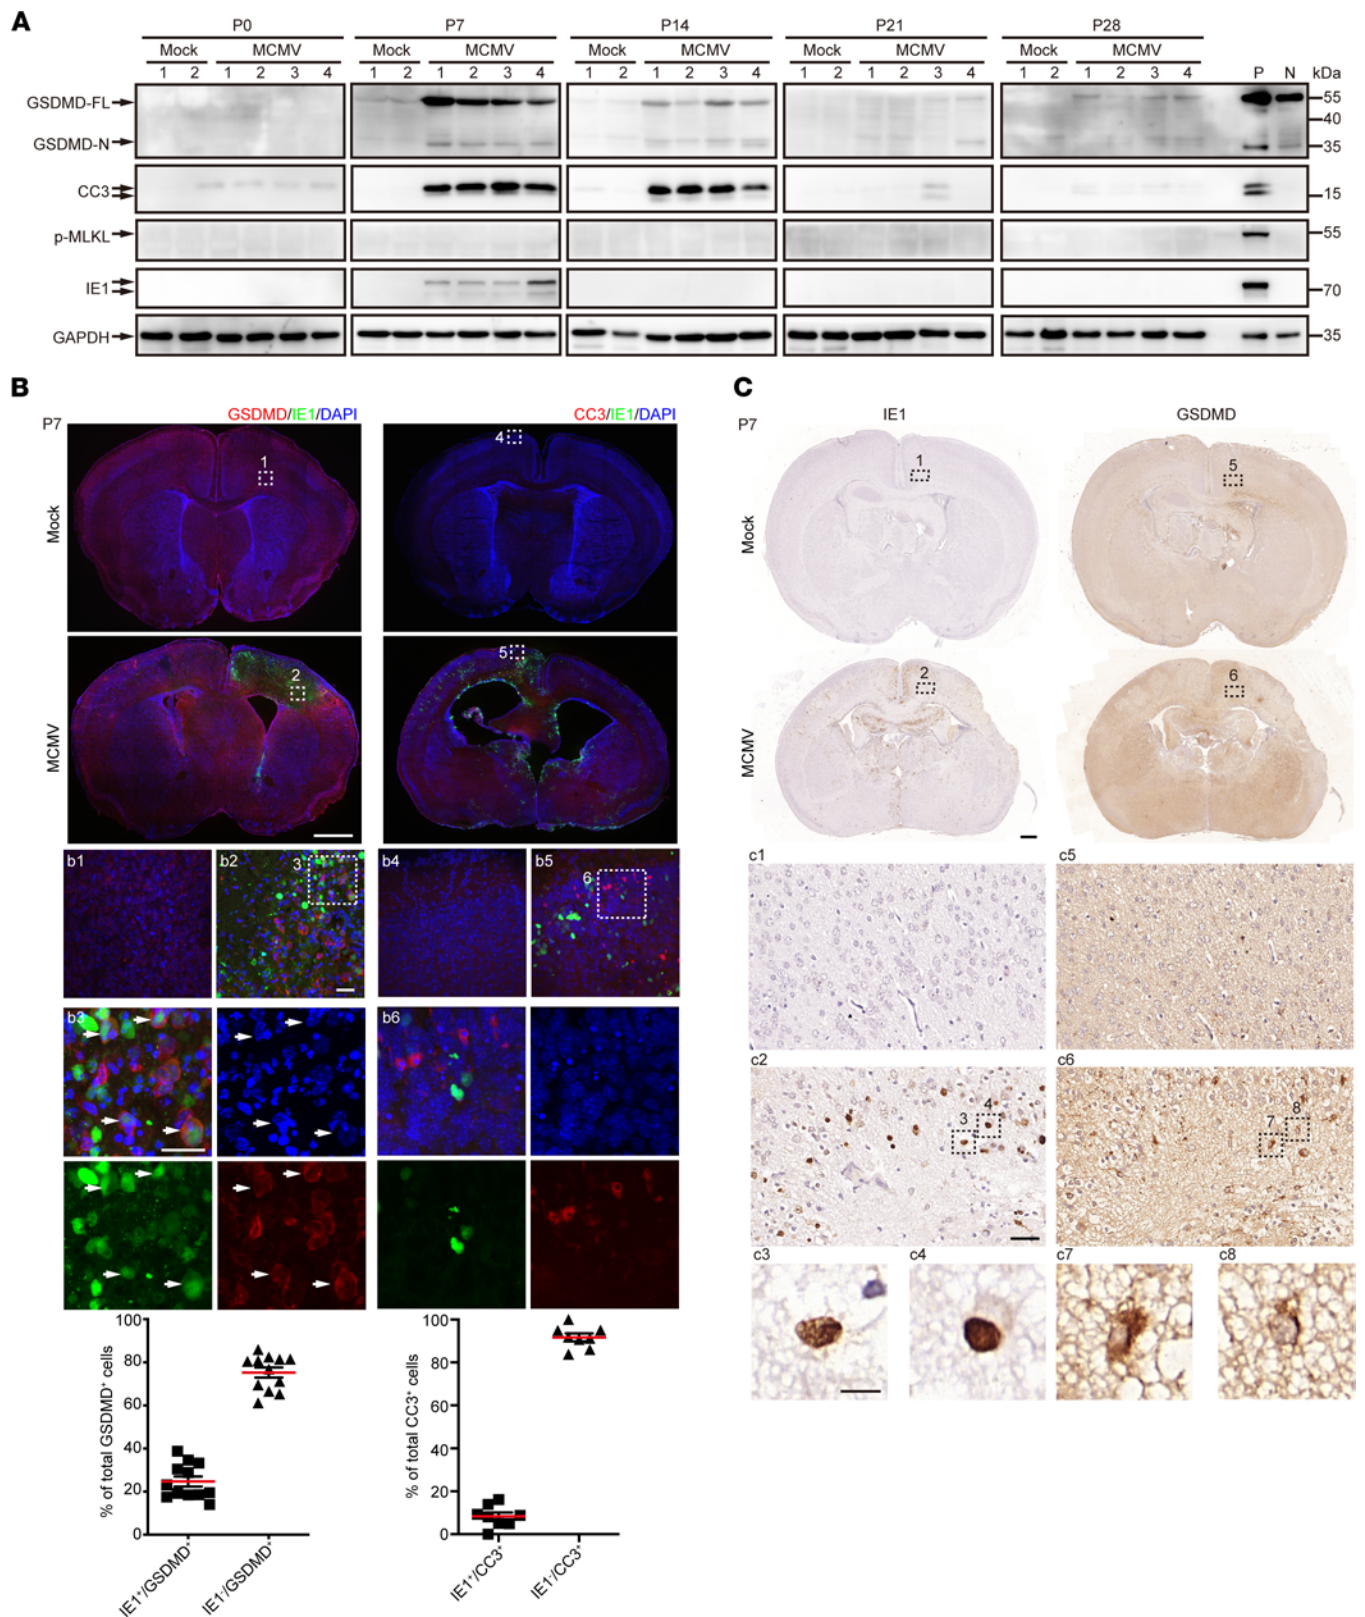 A
P0 P7 P14 P21 P28
Mock MCMV Mock MCMV Mock MCMV Mock MCMV Mock MCMV
1 2 1 2 3 4 1 2 1 2 3 4 1 2 1 2 3 4 1 2 1 2 3 4 1 2 1 2 3 4 P N kDa
GSDMD-FL 55
40
GSDMD-N 35
CC3 15
p-MLKL 55
IE1 70
GAPDH 35
B
GSDMD/IE1/DAPI CC3/IE1/DAPI
P7
Mock
1
4
MCMV
2
5
b1 b2 3 b4 b5 6
b3 b6
% of total GSDMD+ cells
100
80
60
40
20
0
IE1+/GSDMD+ IE1-/GSDMD+
% of total CC3+ cells
100
80
60
40
20
0
IE1+/CC3+ IE1-/CC3+
C
IE1 GSDMD
P7
Mock
1
5
MCMV
2
6
c1 c5
c2 3 4 c6 7 8
c3 c4 c7 c8